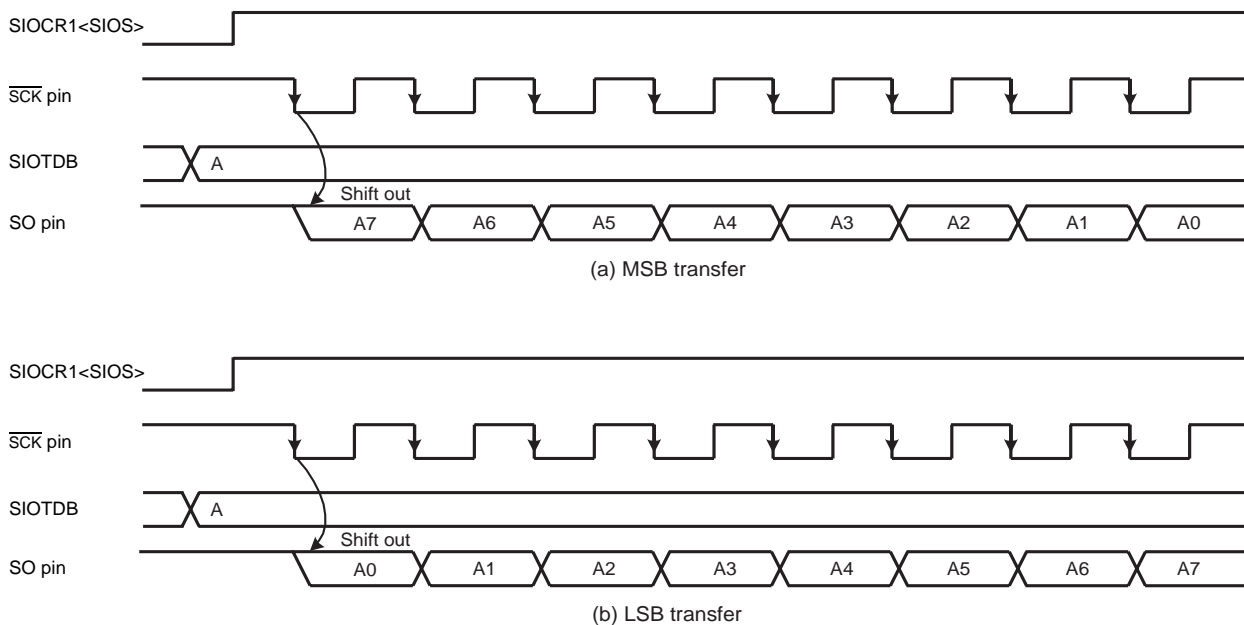 SIOCR1<SIOS>
SCK pin
SIOTDB
A
Shift out
SO pin
A7 A6 A5 A4 A3 A2 A1 A0
(a) MSB transfer
SIOCR1<SIOS>
SCK pin
SIOTDB
A
Shift out
SO pin
A0 A1 A2 A3 A4 A5 A6 A7
(b) LSB transfer